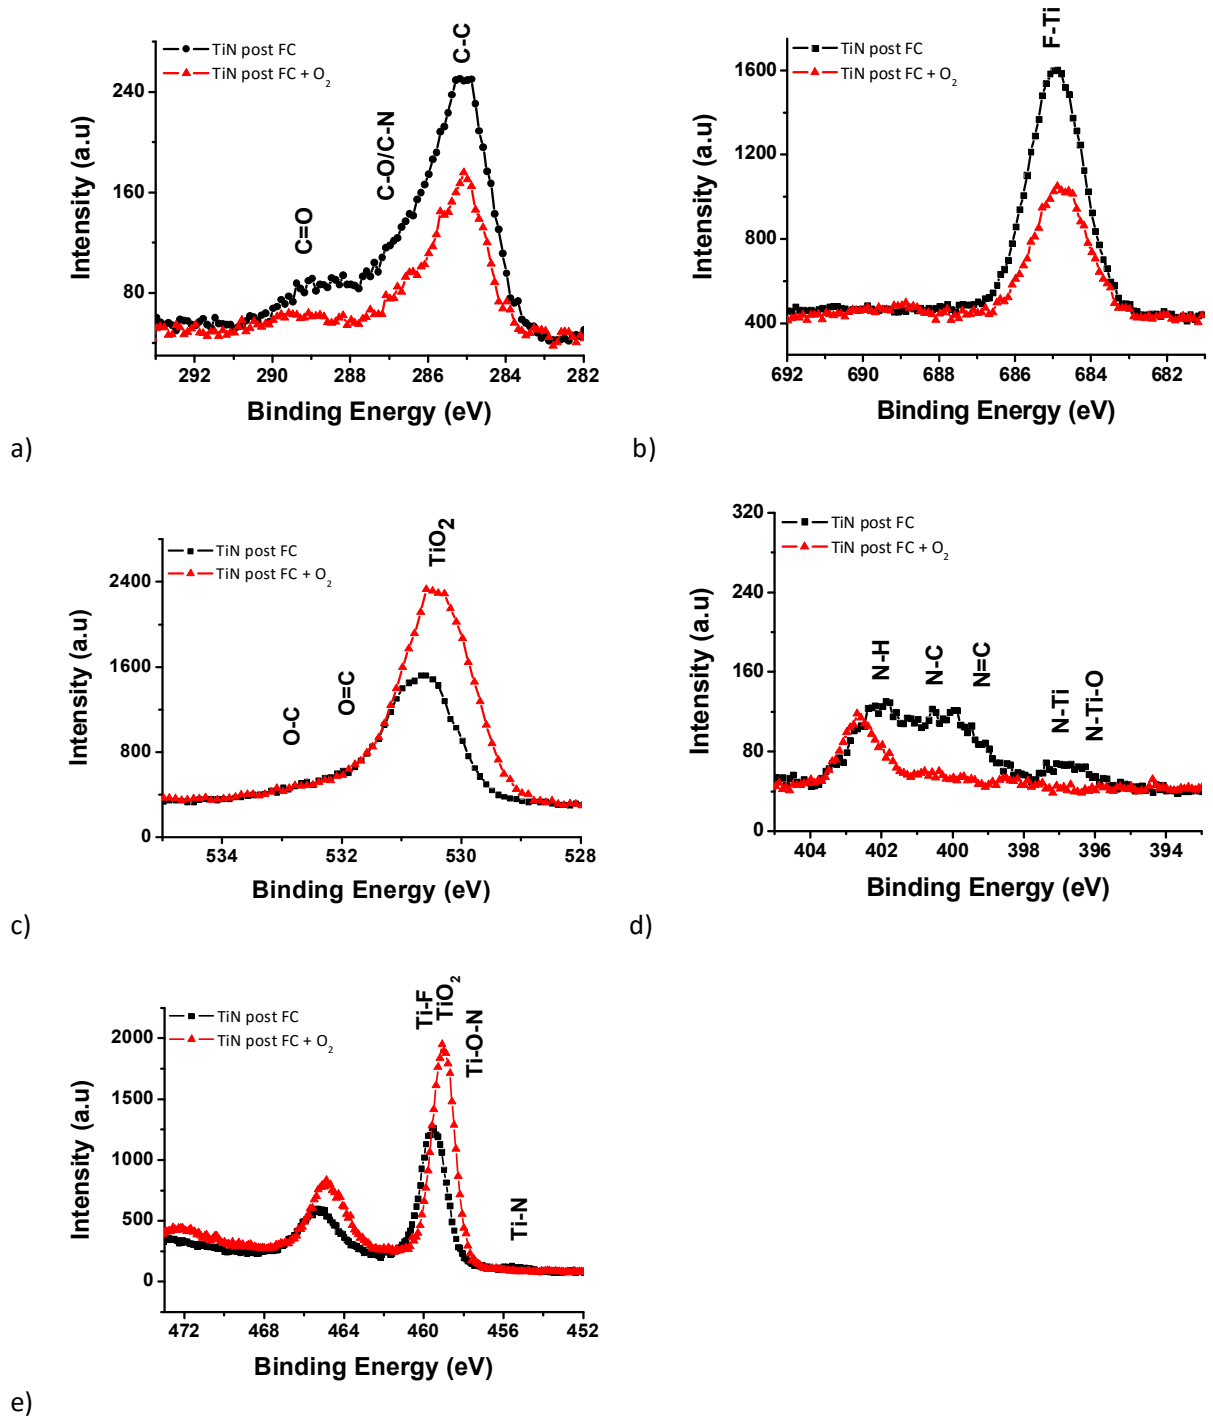 TiN post FC
TiN post FC + O2
C-C
C-O/C-N
C=O
240
160
80
Intensity (a.u)
292 290 288 286 284 282
Binding Energy (eV)
a)
TiN post FC
TiN post FC + O2
F-Ti
1600
1200
800
400
Intensity (a.u)
692 690 688 686 684 682
Binding Energy (eV)
b)
TiN post FC
TiN post FC + O2
TiO2
O=C
O-C
2400
1600
800
0
Intensity (a.u)
534 532 530 528
Binding Energy (eV)
c)
TiN post FC
TiN post FC + O2
N-H
N-C
N=C
N-Ti
N-Ti-O
320
240
160
80
0
Intensity (a.u)
404 402 400 398 396 394
Binding Energy (eV)
d)
TiN post FC
TiN post FC + O2
Ti-F
TiO2
Ti-O-N
Ti-N
2000
1500
1000
500
0
Intensity (a.u)
472 468 464 460 456 452
Binding Energy (eV)
e)